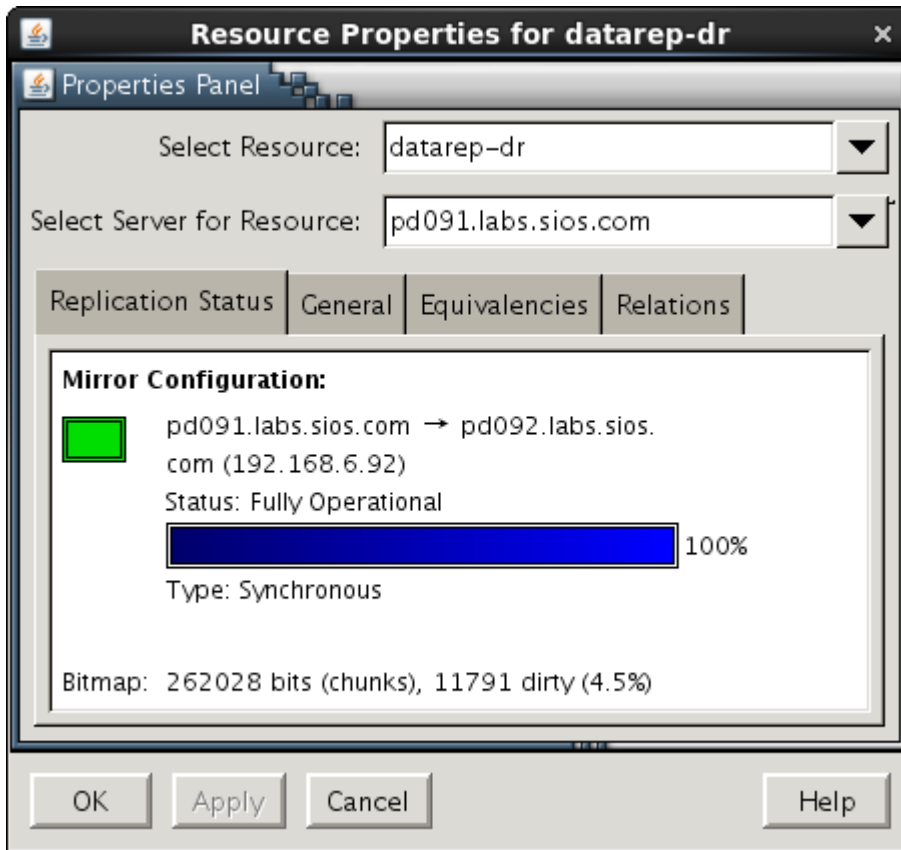 Resource Properties for datarep-dr
Properties Panel
Select Resource: datarep-dr
Select Server for Resource: pd091.labs.sios.com
Replication Status General Equivalencies Relations
Mirror Configuration:
pd091.labs.sios.com → pd092.labs.sios.
com (192.168.6.92)
Status: Fully Operational
100%
Type: Synchronous
Bitmap: 262028 bits (chunks), 11791 dirty (4.5%)
OK Apply Cancel Help